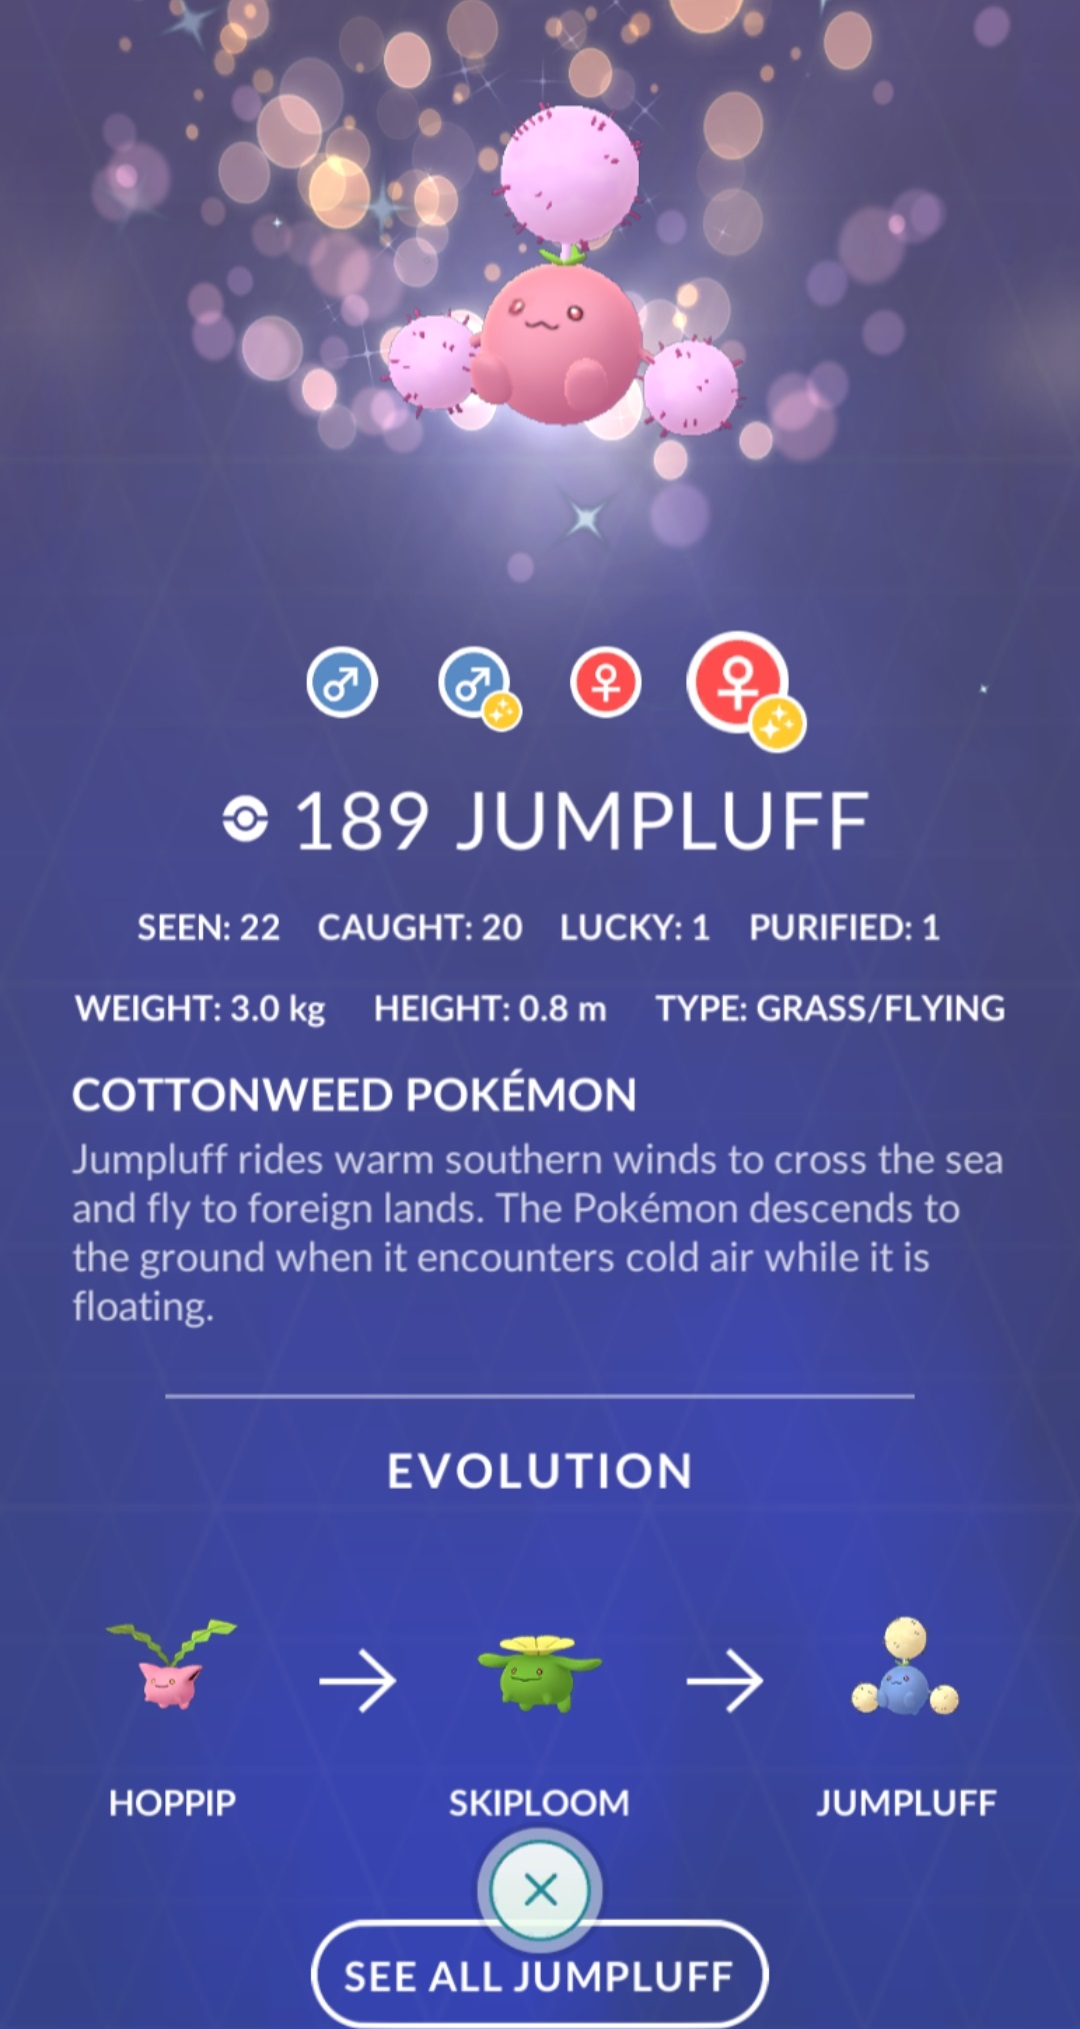 189 JUMPLUFF
SEEN: 22 CAUGHT: 20 LUCKY: 1 PURIFIED: 1
WEIGHT: 3.0 kg HEIGHT: 0.8 m TYPE: GRASS/FLYING
COTTONWEED POKÉMON
Jumpluff rides warm southern winds to cross the sea
and fly to foreign lands. The Pokémon descends to
the ground when it encounters cold air while it is
floating.
EVOLUTION
HOPPIP SKIPLOOM JUMPLUFF
SEE ALL JUMPLUFF